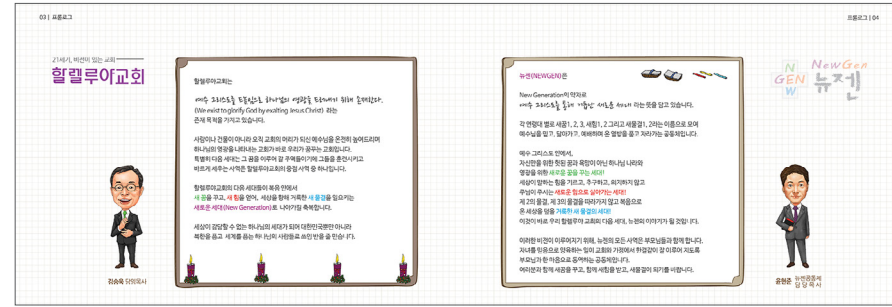 03 | 프롤로그
프롤로그 | 04
21세기, 비전이 있는 교회
할렐루야교회
할렐루야교회는
예수 그리스도를 드높임으로 하나님의 영광을 드러내기 위해 존재한다.
(We exist to glorify God by exalting Jesus Christ) 라는
존재 목적을 가지고 있습니다.
사람이나 건물이 아니라 오직 교회의 머리가 되신 예수님을 온전히 높여드리며
하나님의 영광을 나타내는 교회가 바로 우리가 꿈꾸는 교회입니다.
특별히 다음 세대는 그 꿈을 이루어 갈 주역들이기에 그들을 훈련시키고
바르게 세우는 사역은 할렐루야교회의 중점 사역 중 하나입니다.
할렐루야교회의 다음 세대들이 복음 안에서
새 꿈을 꾸고, 새 힘을 얻어, 세상을 향해 거룩한 새 물결을 일으키는
새로운 세대(New Generation)로 나아가길 축복합니다.
세상이 감당할 수 없는 하나님의 세대가 되어 대한민국뿐만 아니라
북한을 품고 세계를 품는 하나님의 사람들로 쓰인 받을 줄 믿습니다.
김승욱 담임목사
뉴젠(NEWGEN)은
New Generation의 약자로
예수 그리스도를 통해 거듭난 새로운 세대 라는 뜻을 담고 있습니다.
각 연령대 별로 새꿈1, 2, 3, 새힘1, 2 그리고 새물결1, 2라는 이름으로 모여
예수님을 믿고, 닮아가고, 예배하며 온 열방을 품고 자라가는 공동체입니다.
예수 그리스도 안에서,
자신만을 위한 헛된 꿈과 욕망이 아닌 하나님 나라와
영광을 위한 새로운 꿈을 꾸는 세대!
세상이 말하는 힘을 기르고, 추구하고, 의지하지 않고
주님이 주시는 새로운 힘으로 살아가는 세대!
제 2의 물결, 제 3의 물결을 따라가지 않고 복음으로
온 세상을 덮을 거룩한 새 물결의 세대!
이것이 바로 우리 할렐루야 교회의 다음 세대, 뉴젠의 이야기가 될 것입니다.
이러한 비전이 이루어지기 위해, 뉴젠의 모든 사역은 부모님들과 함께 합니다.
자녀를 믿음으로 양육하는 일이 교회와 가정에서 한결같이 잘 이루어 지도록
부모님과 한 마음으로 동역하는 공동체입니다.
여러분과 함께 새꿈을 꾸고, 함께 새힘을 받고, 새물결이 되기를 바랍니다.
N
GEN
W
NewGen
뉴젠
윤현준 뉴젠공동체
담당목사